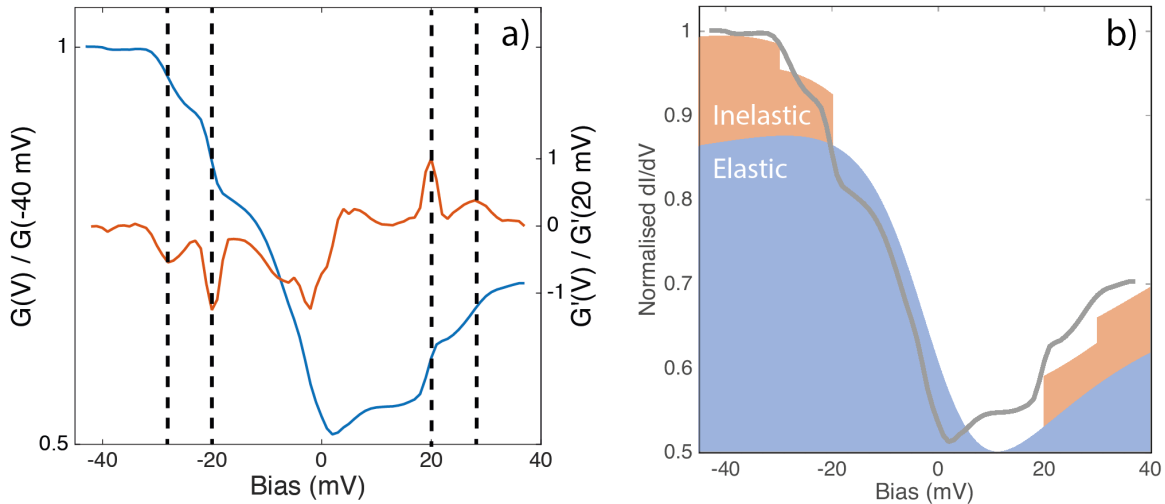 a)
1
0.5
G(V) / G(-40 mV)
1
0
-1
G'(V) / G'(20 mV)
-40
-20
0
20
40
Bias (mV)
b)
1
0.9
0.8
0.7
0.6
0.5
Normalised dI/dV
Inelastic
Elastic
-40
-20
0
20
40
Bias (mV)